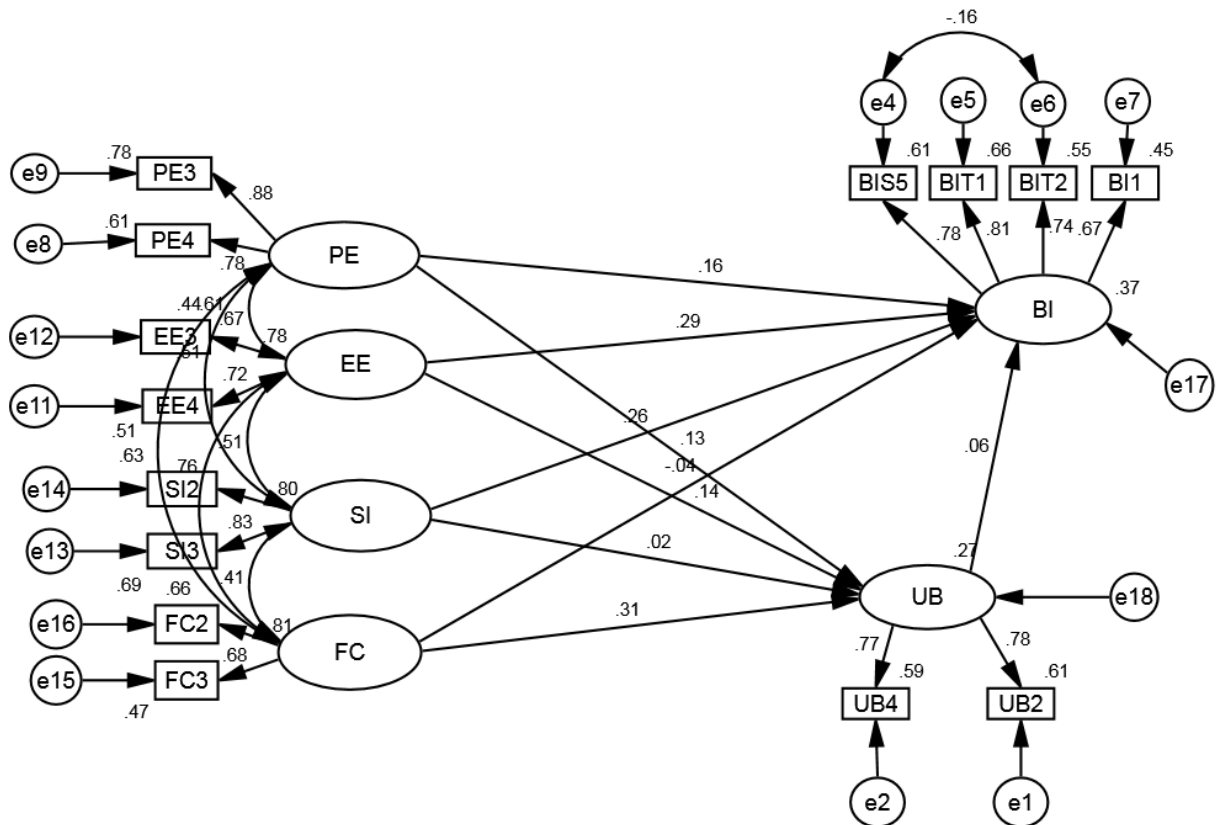 -.16
e4
e5
e6
e7
.61
.66
.55
.45
BIS5
BIT1
BIT2
BI1
.78
.81
.74
.67
e9
.78
PE3
.88
e8
.61
PE4
.78
PE
.16
BI
.37
.44
.61
.67
e12
EE3
.78
.51
EE
.29
e17
.72
e11
EE4
.51
.63
.51
.26
.13
.06
.76
-.04
e14
SI2
.80
SI
.14
.83
e13
SI3
.02
.27
.69
.66
.41
UB
e18
e16
FC2
.81
FC
.31
.68
e15
FC3
.77
.78
.47
.59
.61
UB4
UB2
e2
e1